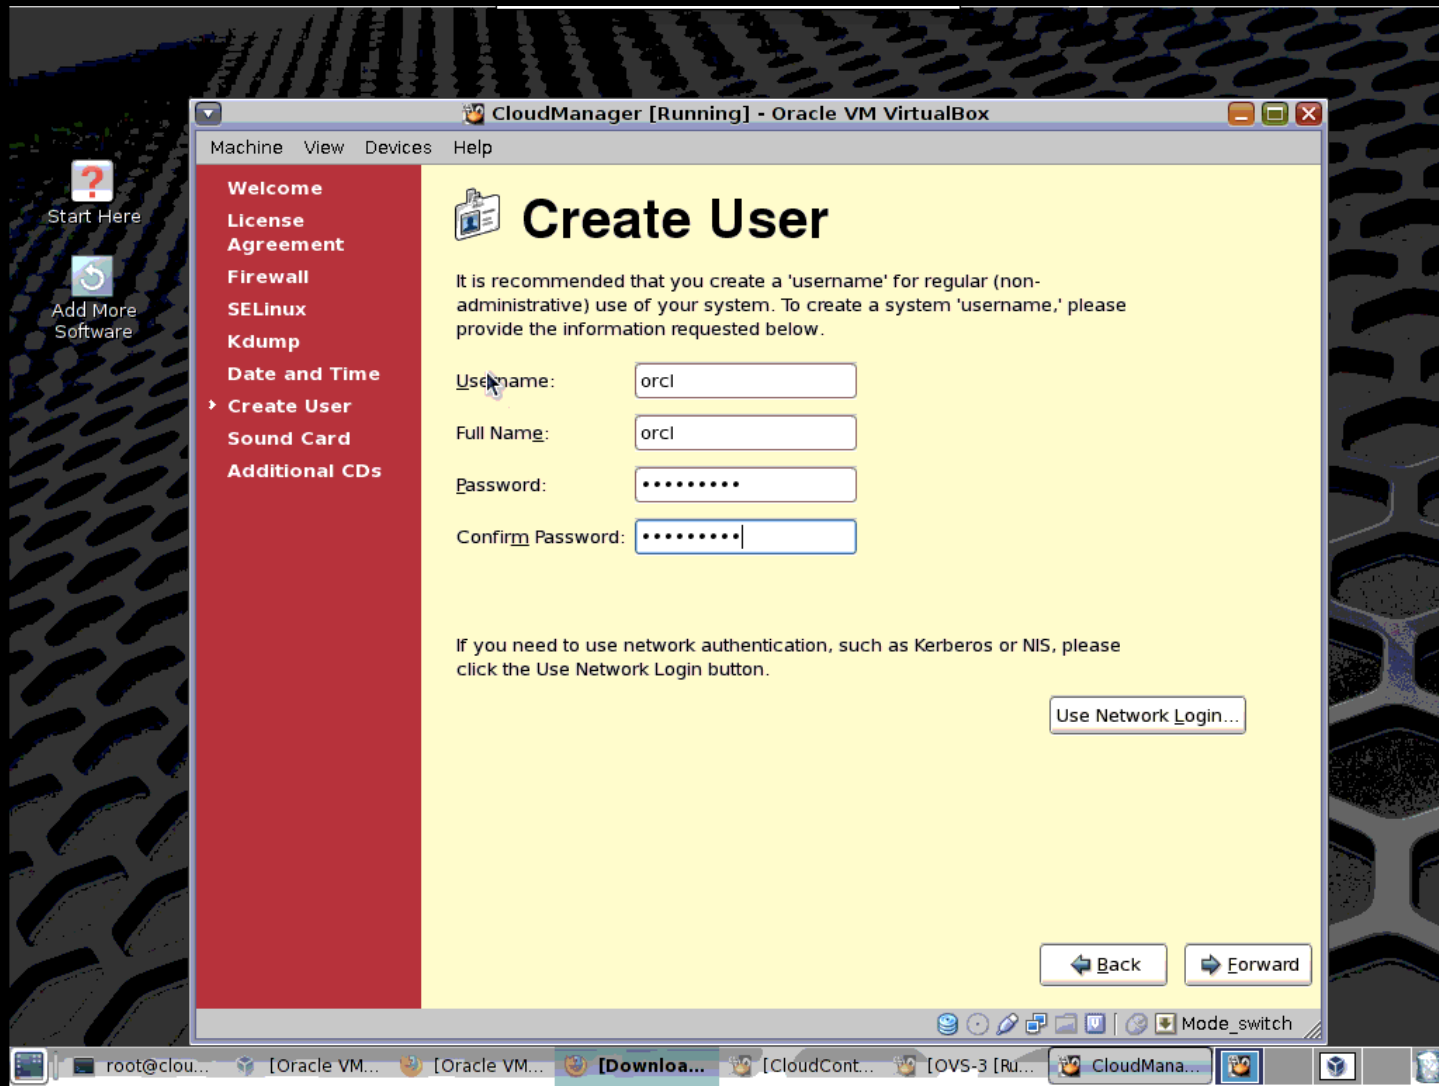 CloudManager [Running] - Oracle VM VirtualBox
Machine View Devices Help
Start Here
Add More
Software
Welcome
License
Agreement
Firewall
SELinux
Kdump
Date and Time
Create User
Sound Card
Additional CDs
Create User
It is recommended that you create a 'username' for regular (non-
administrative) use of your system. To create a system 'username,' please
provide the information requested below.
Username: orcl
Full Name: orcl
Password: •••••••••
Confirm Password: •••••••••
If you need to use network authentication, such as Kerberos or NIS, please
click the Use Network Login button.
Use Network Login...
Back Forward
Mode_switch
root@clou... [Oracle VM... [Oracle VM... [Downloa... [CloudCont... [OVS-3 [Ru... CloudMana...